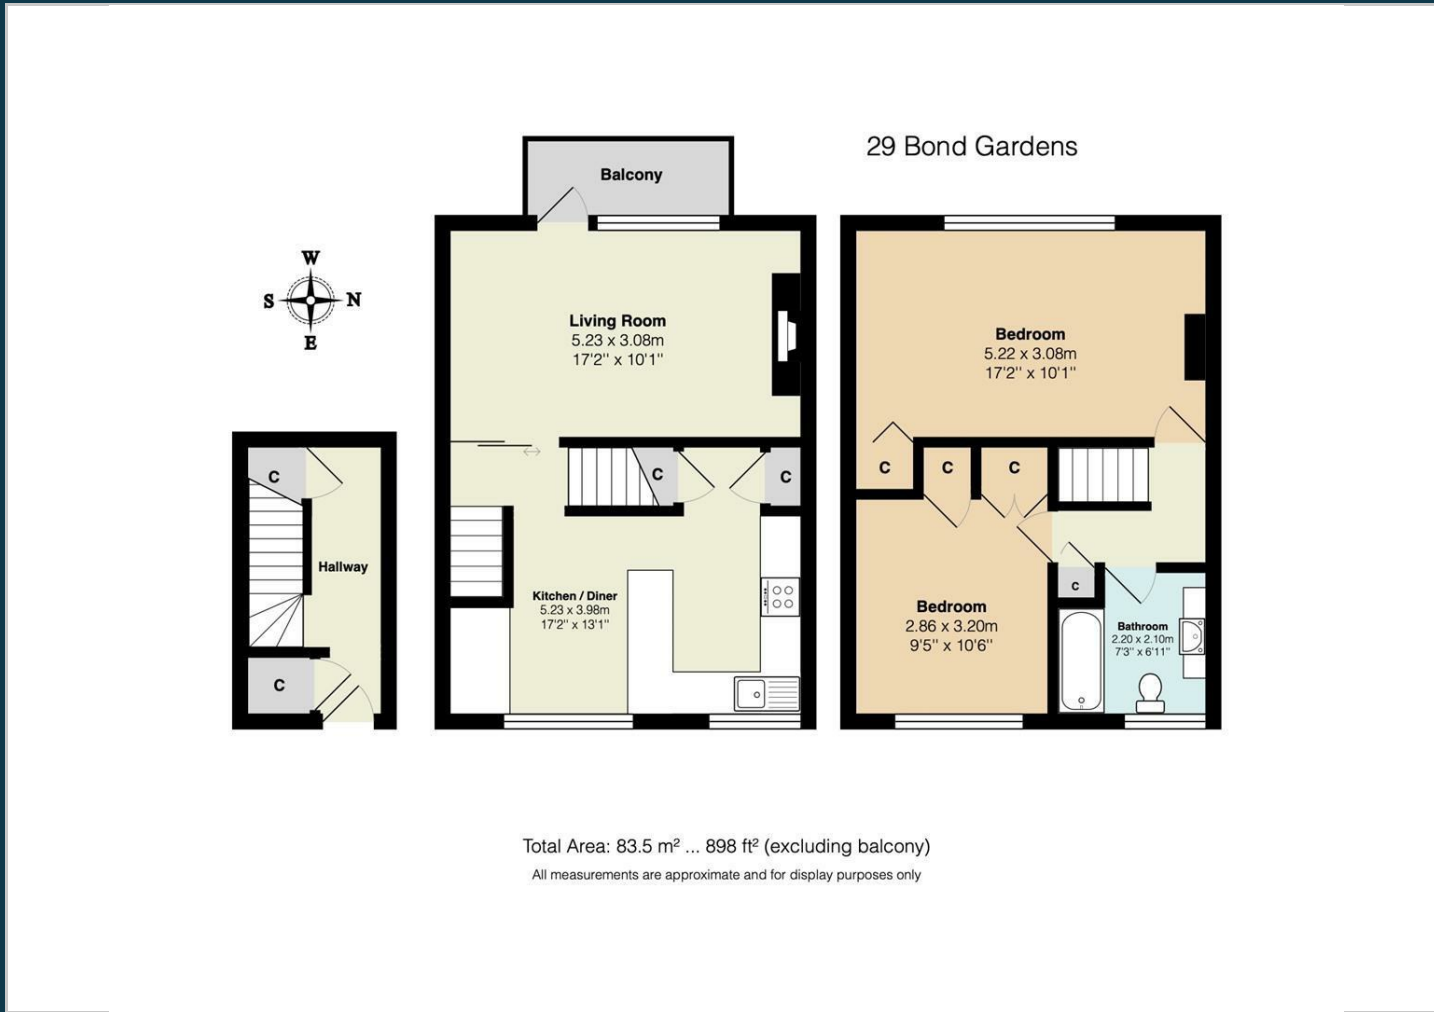 29 Bond Gardens
Balcony
W
S N
E
Living Room
5.23 x 3.08m
17'2'' x 10'1''
Bedroom
5.22 x 3.08m
17'2'' x 10'1''
C
Hallway
C
C
C
Kitchen / Diner
5.23 x 3.98m
17'2'' x 13'1''
C
C
C
Bedroom
2.86 x 3.20m
9'5'' x 10'6''
C
Bathroom
2.20 x 2.10m
7'3'' x 6'11''
Total Area: 83.5 m² ... 898 ft² (excluding balcony)
All measurements are approximate and for display purposes only